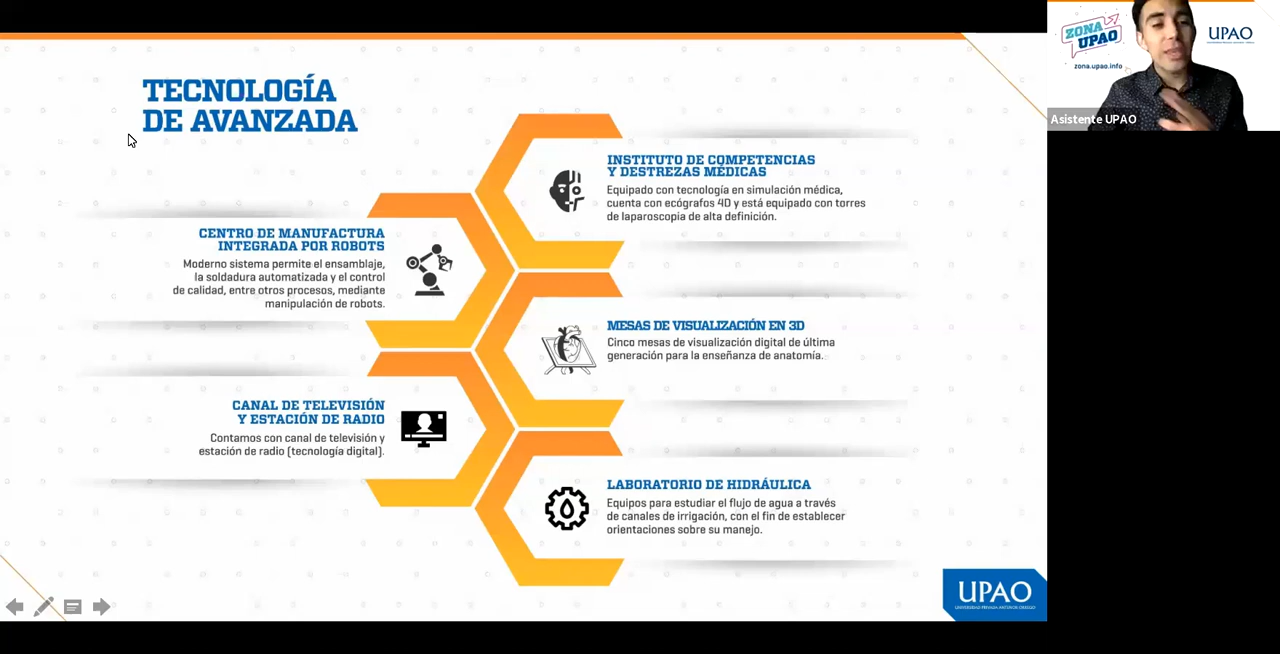 TECNOLOGÍA
DE AVANZADA
INSTITUTO DE COMPETENCIAS
Y DESTREZAS MÉDICAS
Equipado con tecnología en simulación médica,
cuenta con ecógrafos 4D y está equipado con torres
de laparoscopia de alta definición.
CENTRO DE MANUFACTURA
INTEGRADA POR ROBOTS
Moderno sistema permite el ensamblaje,
la soldadura automatizada y el control
de calidad, entre otros procesos, mediante
manipulación de robots.
MESAS DE VISUALIZACIÓN EN 3D
Cinco mesas de visualización digital de última
generación para la enseñanza de anatomía.
CANAL DE TELEVISIÓN
Y ESTACIÓN DE RADIO
Contamos con canal de televisión y
estación de radio (tecnología digital).
LABORATORIO DE HIDRÁULICA
Equipos para estudiar el flujo de agua a través
de canales de irrigación, con el fin de establecer
orientaciones sobre su manejo.
UPAO
UNIVERSIDAD PRIVADA ANTENOR ORREGO
ZONA
UPAO
zona.upao.info
UPAO
Asistente UPAO